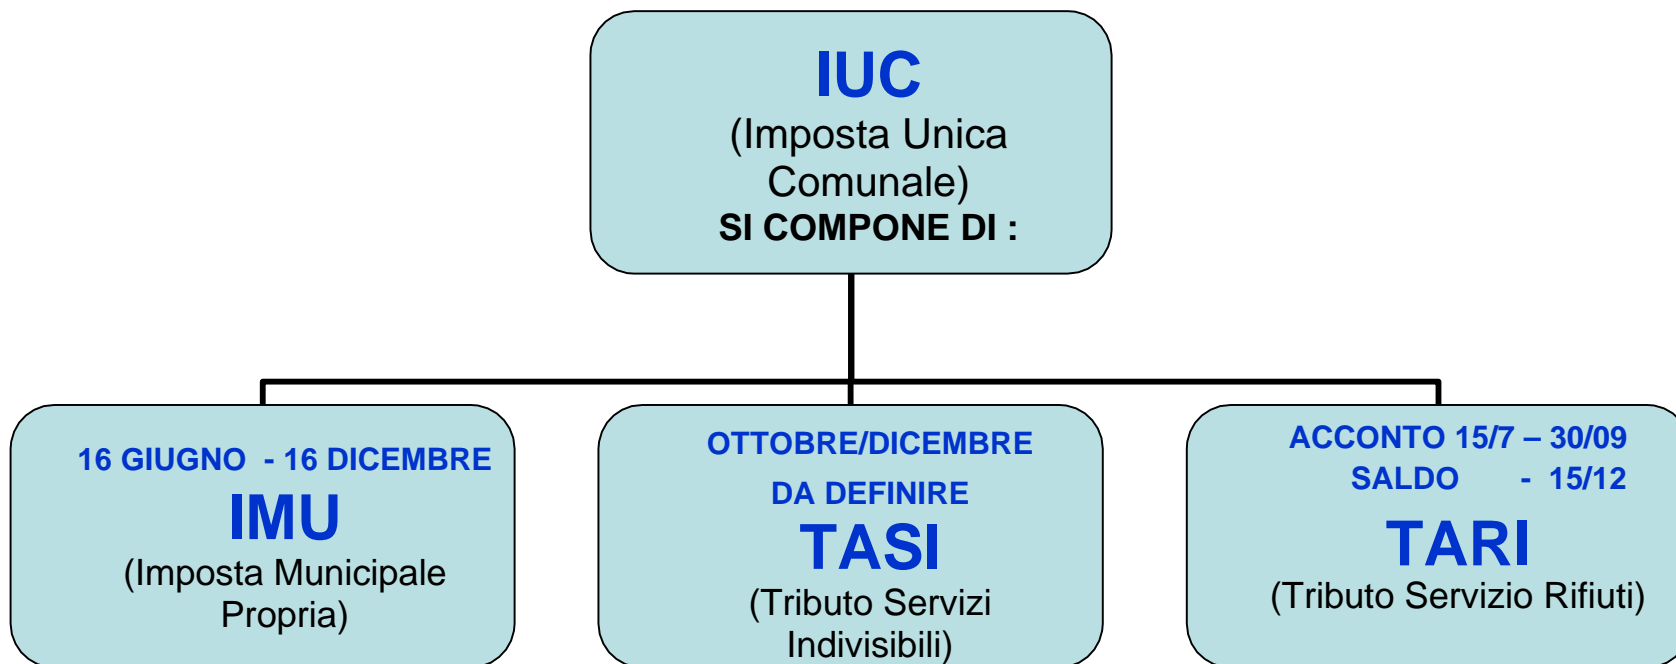 IUC
(Imposta Unica
Comunale)
SI COMPONE DI :
16 GIUGNO - 16 DICEMBRE
IMU
(Imposta Municipale
Propria)
OTTOBRE/DICEMBRE
DA DEFINIRE
TASI
(Tributo Servizi
Indivisibili)
ACCONTO 15/7 – 30/09
SALDO - 15/12
TARI
(Tributo Servizio Rifiuti)